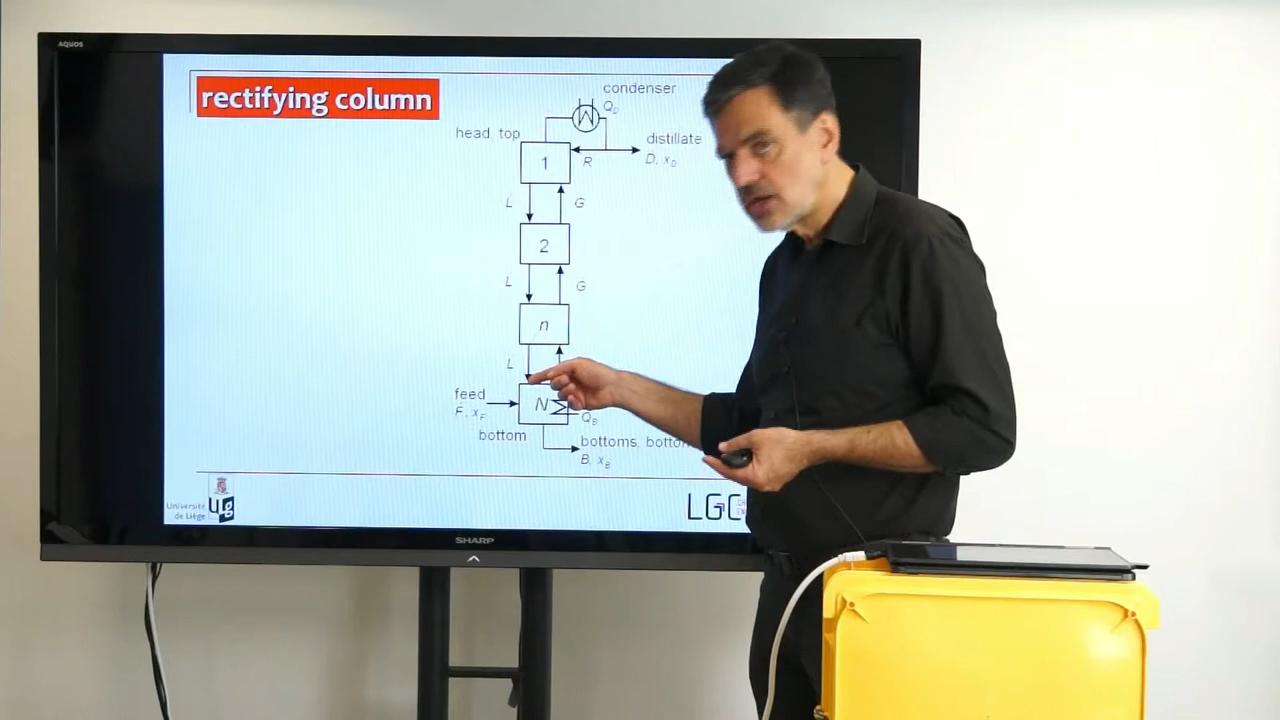 AQUOS
rectifying column
condenser
Q_D
head, top
distillate
1
R
D, x_D
L
G
2
L
G
n
L
feed
F, x_F
N
Q_B
bottom
bottoms,
B, x_B
Université
de Liège
ulg
LGC
SHARP